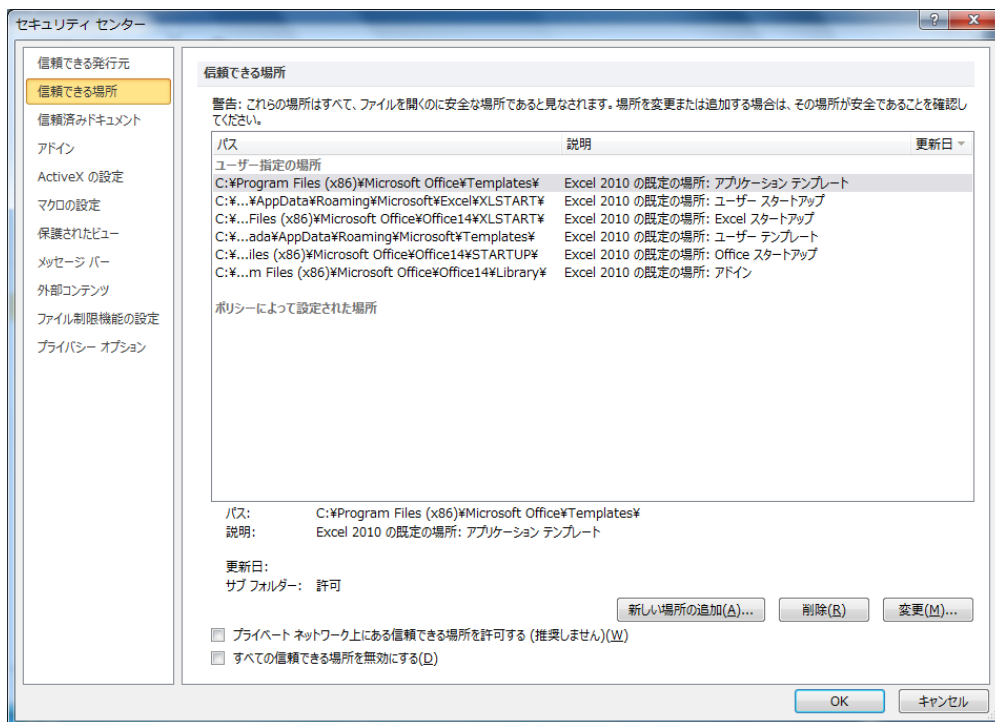 セキュリティ センター
信頼できる発行元
信頼できる場所
信頼済みドキュメント
アドイン
ActiveX の設定
マクロの設定
保護されたビュー
メッセージ バー
外部コンテンツ
ファイル制限機能の設定
プライバシー オプション
信頼できる場所
警告: これらの場所はすべて、ファイルを開くのに安全な場所であると見なされます。場所を変更または追加する場合は、その場所が安全であることを確認し
てください。
パス 説明 更新日
ユーザー指定の場所
C:¥Program Files (x86)¥Microsoft Office¥Templates¥ Excel 2010 の既定の場所: アプリケーション テンプレート
C:¥...¥AppData¥Roaming¥Microsoft¥Excel¥XLSTART¥ Excel 2010 の既定の場所: ユーザー スタートアップ
C:¥...Files (x86)¥Microsoft Office¥Office14¥XLSTART¥ Excel 2010 の既定の場所: Excel スタートアップ
C:¥...ada¥AppData¥Roaming¥Microsoft¥Templates¥ Excel 2010 の既定の場所: ユーザー テンプレート
C:¥...iles (x86)¥Microsoft Office¥Office14¥STARTUP¥ Excel 2010 の既定の場所: Office スタートアップ
C:¥...m Files (x86)¥Microsoft Office¥Office14¥Library¥ Excel 2010 の既定の場所: アドイン
ポリシーによって設定された場所
パス: C:¥Program Files (x86)¥Microsoft Office¥Templates¥
説明: Excel 2010 の既定の場所: アプリケーション テンプレート
更新日:
サブ フォルダー: 許可
新しい場所の追加(A)... 削除(R) 変更(M)...
プライベート ネットワーク上にある信頼できる場所を許可する (推奨しません)(W)
すべての信頼できる場所を無効にする(D)
OK キャンセル